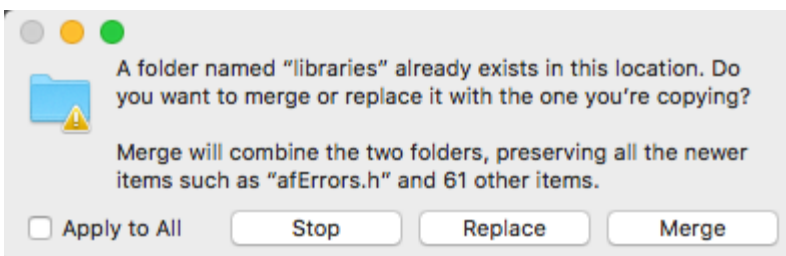 A folder named “libraries” already exists in this location. Do
you want to merge or replace it with the one you’re copying?
Merge will combine the two folders, preserving all the newer
items such as “afErrors.h” and 61 other items.
Apply to All
Stop
Replace
Merge